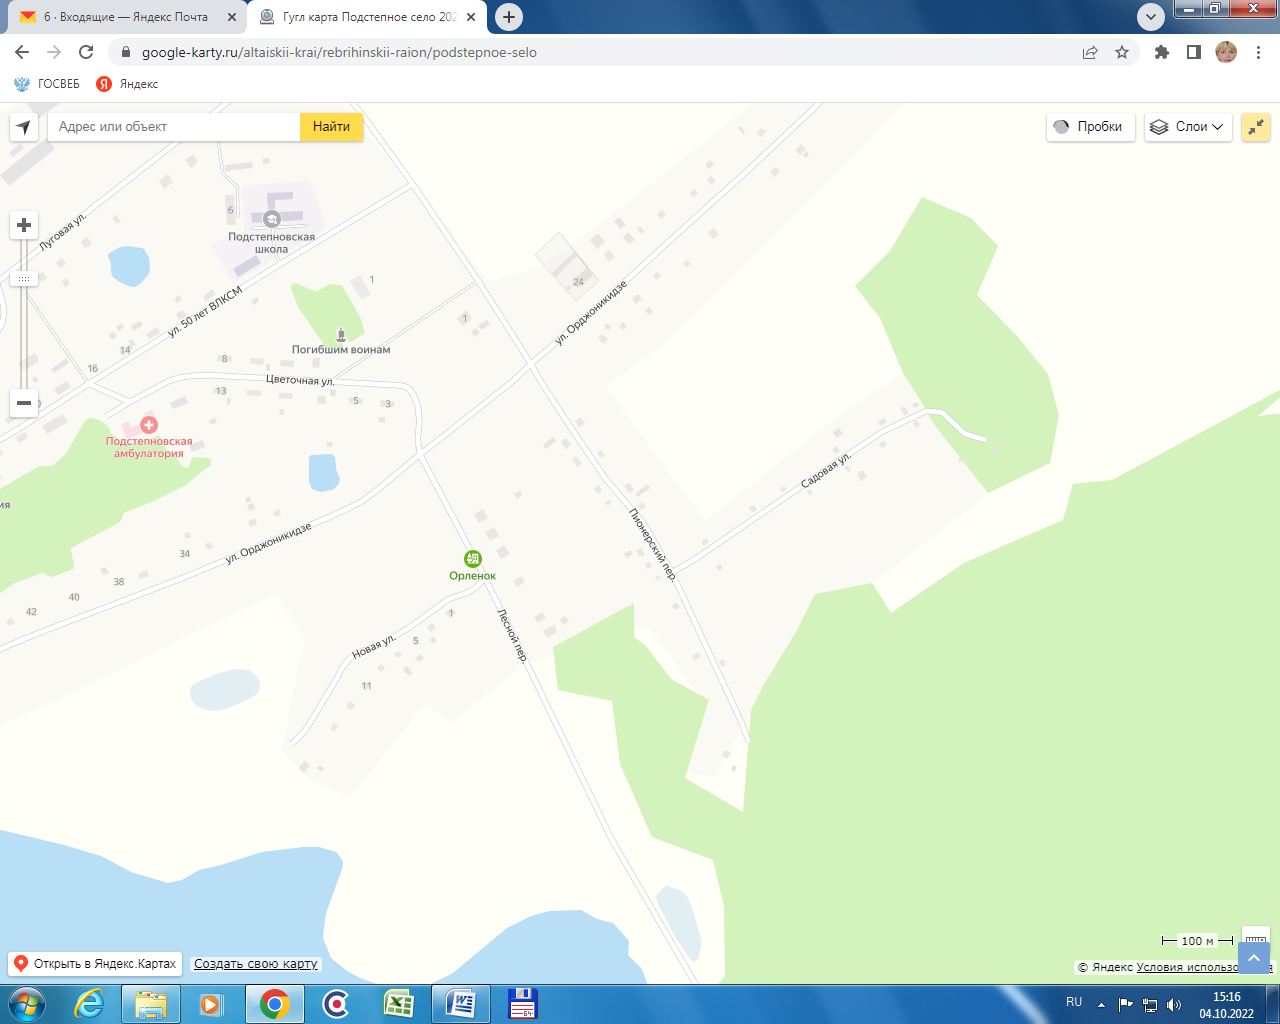 6 · Входящие — Яндекс Почта
Гугл карта Подстепное село 202
google-karty.ru/altaiskii-krai/rebrihinskii-raion/podstepnoe-selo
ГОСВЕБ
Яндекс
Адрес или объект
Найти
Пробки
Слои
Луговая ул.
6
Подстепновская
школа
ул. 50 лет ВЛКСМ
1
24
ул. Орджоникидзе
1
Погибшим воинам
14
16
8
Цветочная ул.
13
5
3
Подстепновская
амбулатория
Садовая ул.
ия
Пионерский пер.
ул. Орджоникидзе
34
38
40
42
Орленок
1
Лесной пер.
5
Новая ул.
11
100 м
Открыть в Яндекс.Картах
Создать свою карту
© Яндекс Условия использо
RU
64
15:16
04.10.2022